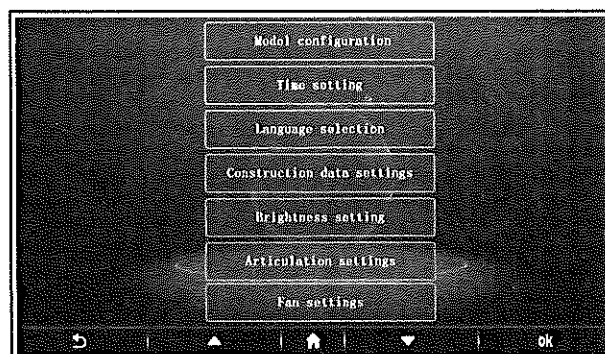 Model configuration
Time setting
Language selection
Construction data settings
Brightness setting
Articulation settings
Fan settings
ok